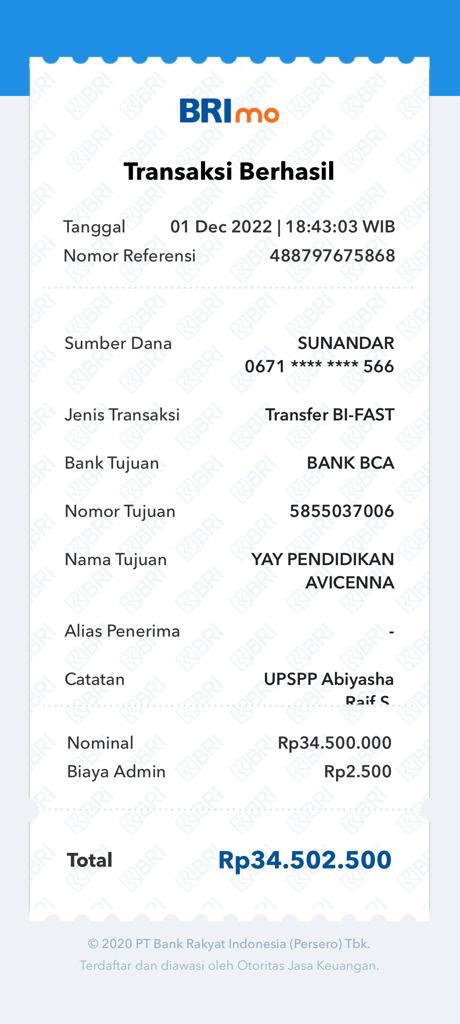 BRImo
Transaksi Berhasil
Tanggal 01 Dec 2022 | 18:43:03 WIB
Nomor Referensi 488797675868
Sumber Dana SUNANDAR
0671 **** **** 566
Jenis Transaksi Transfer BI-FAST
Bank Tujuan BANK BCA
Nomor Tujuan 5855037006
Nama Tujuan YAY PENDIDIKAN
AVICENNA
Alias Penerima -
Catatan UPSPP Abiyasha
Raif S.
Nominal Rp34.500.000
Biaya Admin Rp2.500
Total Rp34.502.500
© 2020 PT Bank Rakyat Indonesia (Persero) Tbk.
Terdaftar dan diawasi oleh Otoritas Jasa Keuangan.